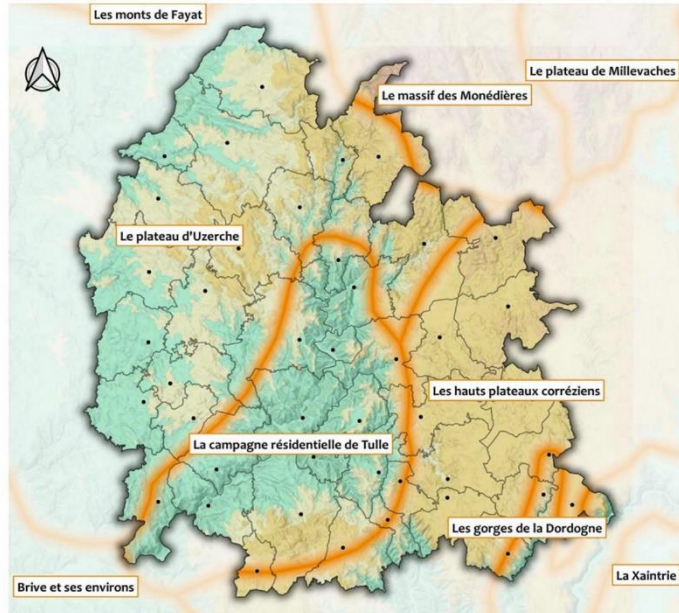 Les monts de Fayat
Le plateau de Millevaches
Le massif des Monédières
Le plateau d'Uzerche
Les hauts plateaux corréziens
La campagne résidentielle de Tulle
Les gorges de la Dordogne
La Xaintrie
Brive et ses environs